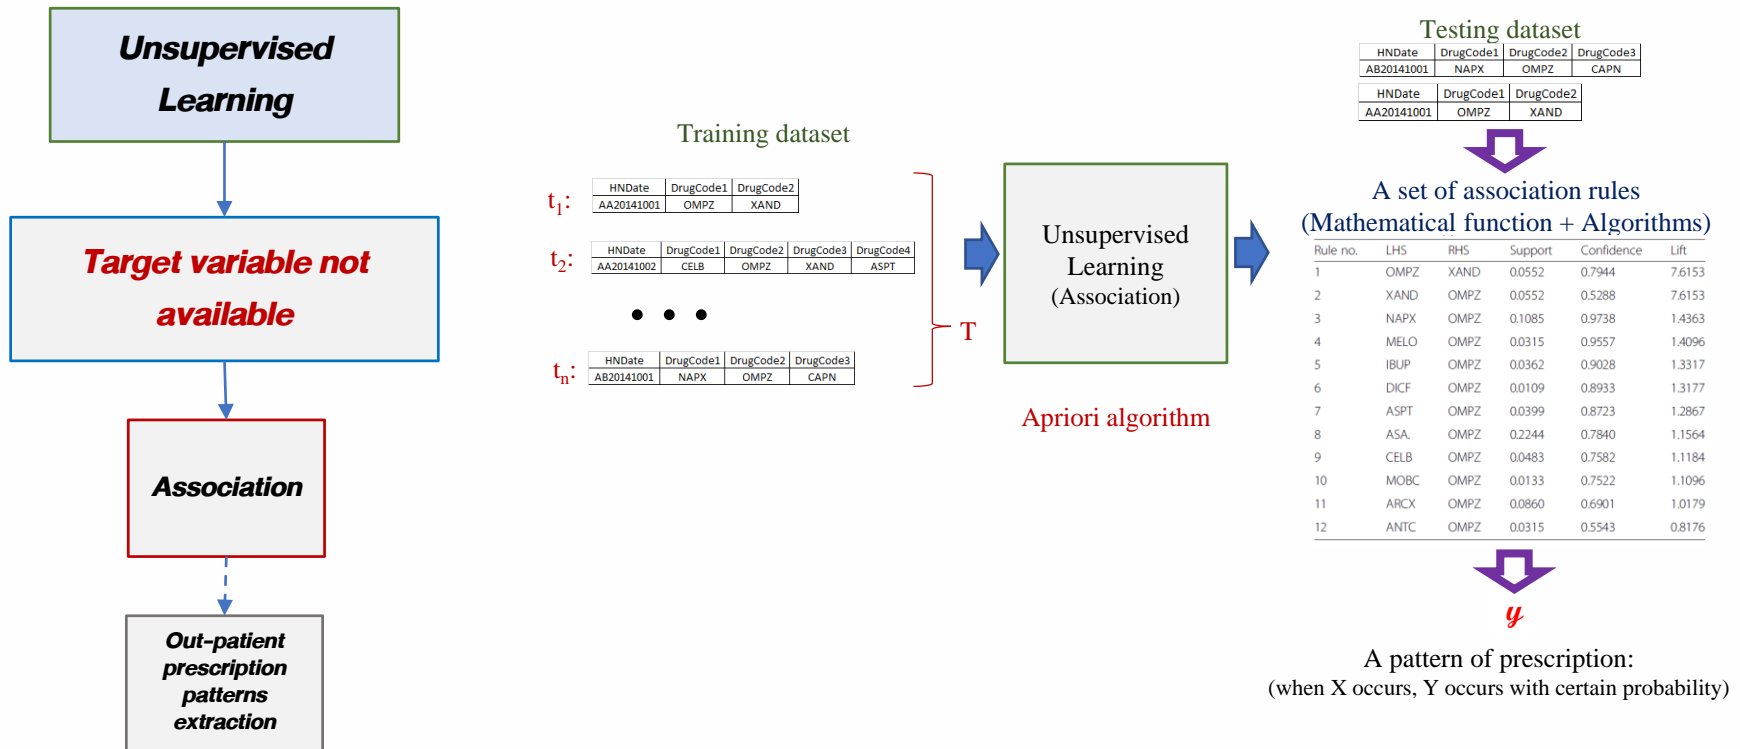 Unsupervised
Learning
Target variable not
available
Association
Out-patient
prescription
patterns
extraction
Training dataset
t1:
HNDate DrugCode1 DrugCode2
AA20141001 OMPZ XAND
t2:
HNDate DrugCode1 DrugCode2 DrugCode3 DrugCode4
AA20141002 CELB OMPZ XAND ASPT
• • •
tn:
HNDate DrugCode1 DrugCode2 DrugCode3
AB20141001 NAPX OMPZ CAPN
T
Unsupervised
Learning
(Association)
Apriori algorithm
Testing dataset
HNDate DrugCode1 DrugCode2 DrugCode3
AB20141001 NAPX OMPZ CAPN
HNDate DrugCode1 DrugCode2
AA20141001 OMPZ XAND
A set of association rules
(Mathematical function + Algorithms)
Rule no. LHS RHS Support Confidence Lift
1 OMPZ XAND 0.0552 0.7944 7.6153
2 XAND OMPZ 0.0552 0.5288 7.6153
3 NAPX OMPZ 0.1085 0.9738 1.4363
4 MELO OMPZ 0.0315 0.9557 1.4096
5 IBUP OMPZ 0.0362 0.9028 1.3317
6 DICF OMPZ 0.0109 0.8933 1.3177
7 ASPT OMPZ 0.0399 0.8723 1.2867
8 ASA. OMPZ 0.2244 0.7840 1.1564
9 CELB OMPZ 0.0483 0.7582 1.1184
10 MOBC OMPZ 0.0133 0.7522 1.1096
11 ARCX OMPZ 0.0860 0.6901 1.0179
12 ANTC OMPZ 0.0315 0.5543 0.8176
y
A pattern of prescription:
(when X occurs, Y occurs with certain probability)